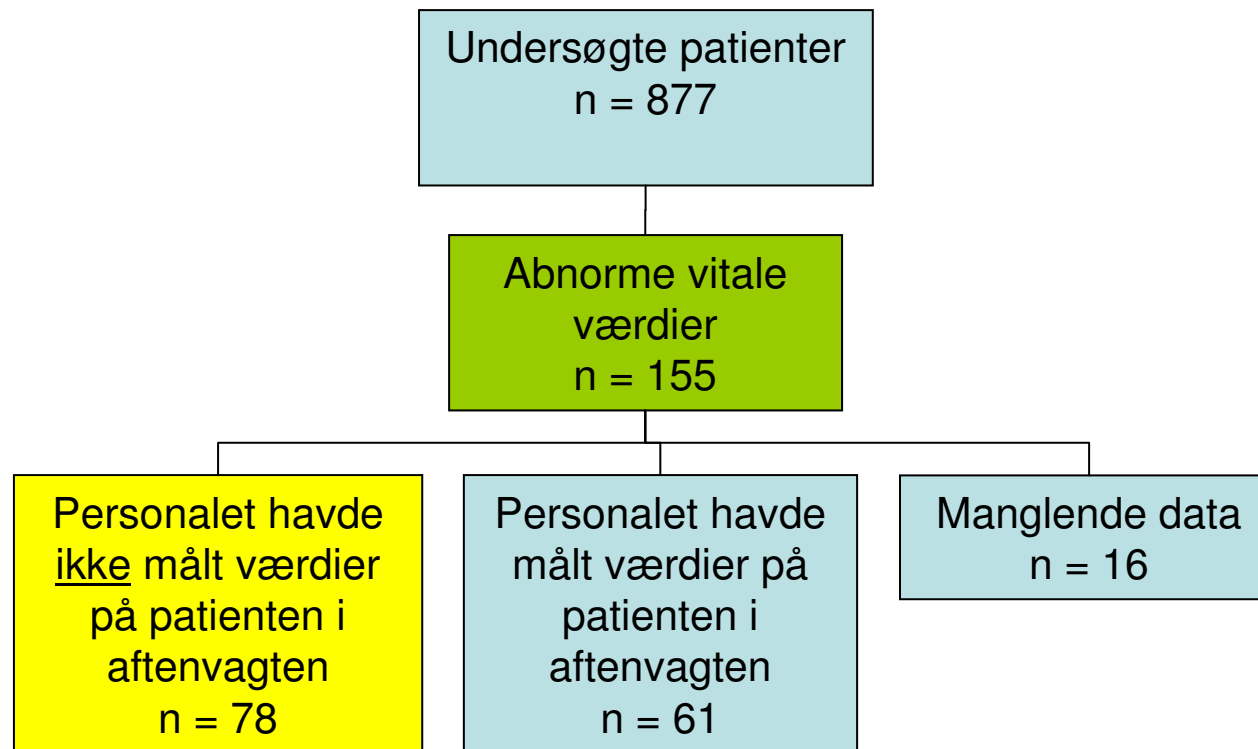 Undersøgte patienter
n = 877
Abnorme vitale
værdier
n = 155
Personalet havde
ikke målt værdier
på patienten i
aftenvagten
n = 78
Personalet havde
målt værdier på
patienten i
aftenvagten
n = 61
Manglende data
n = 16